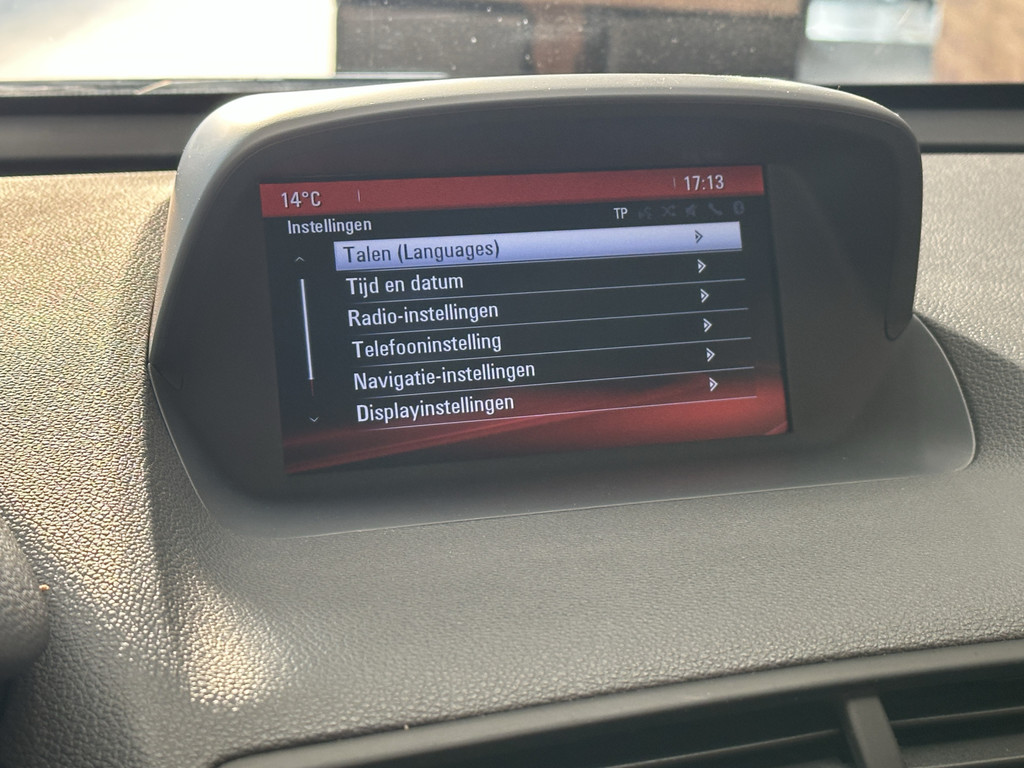 14°C 17:13
Instellingen TP
Talen (Languages)
Tijd en datum
Radio-instellingen
Telefooninstelling
Navigatie-instellingen
Displayinstellingen